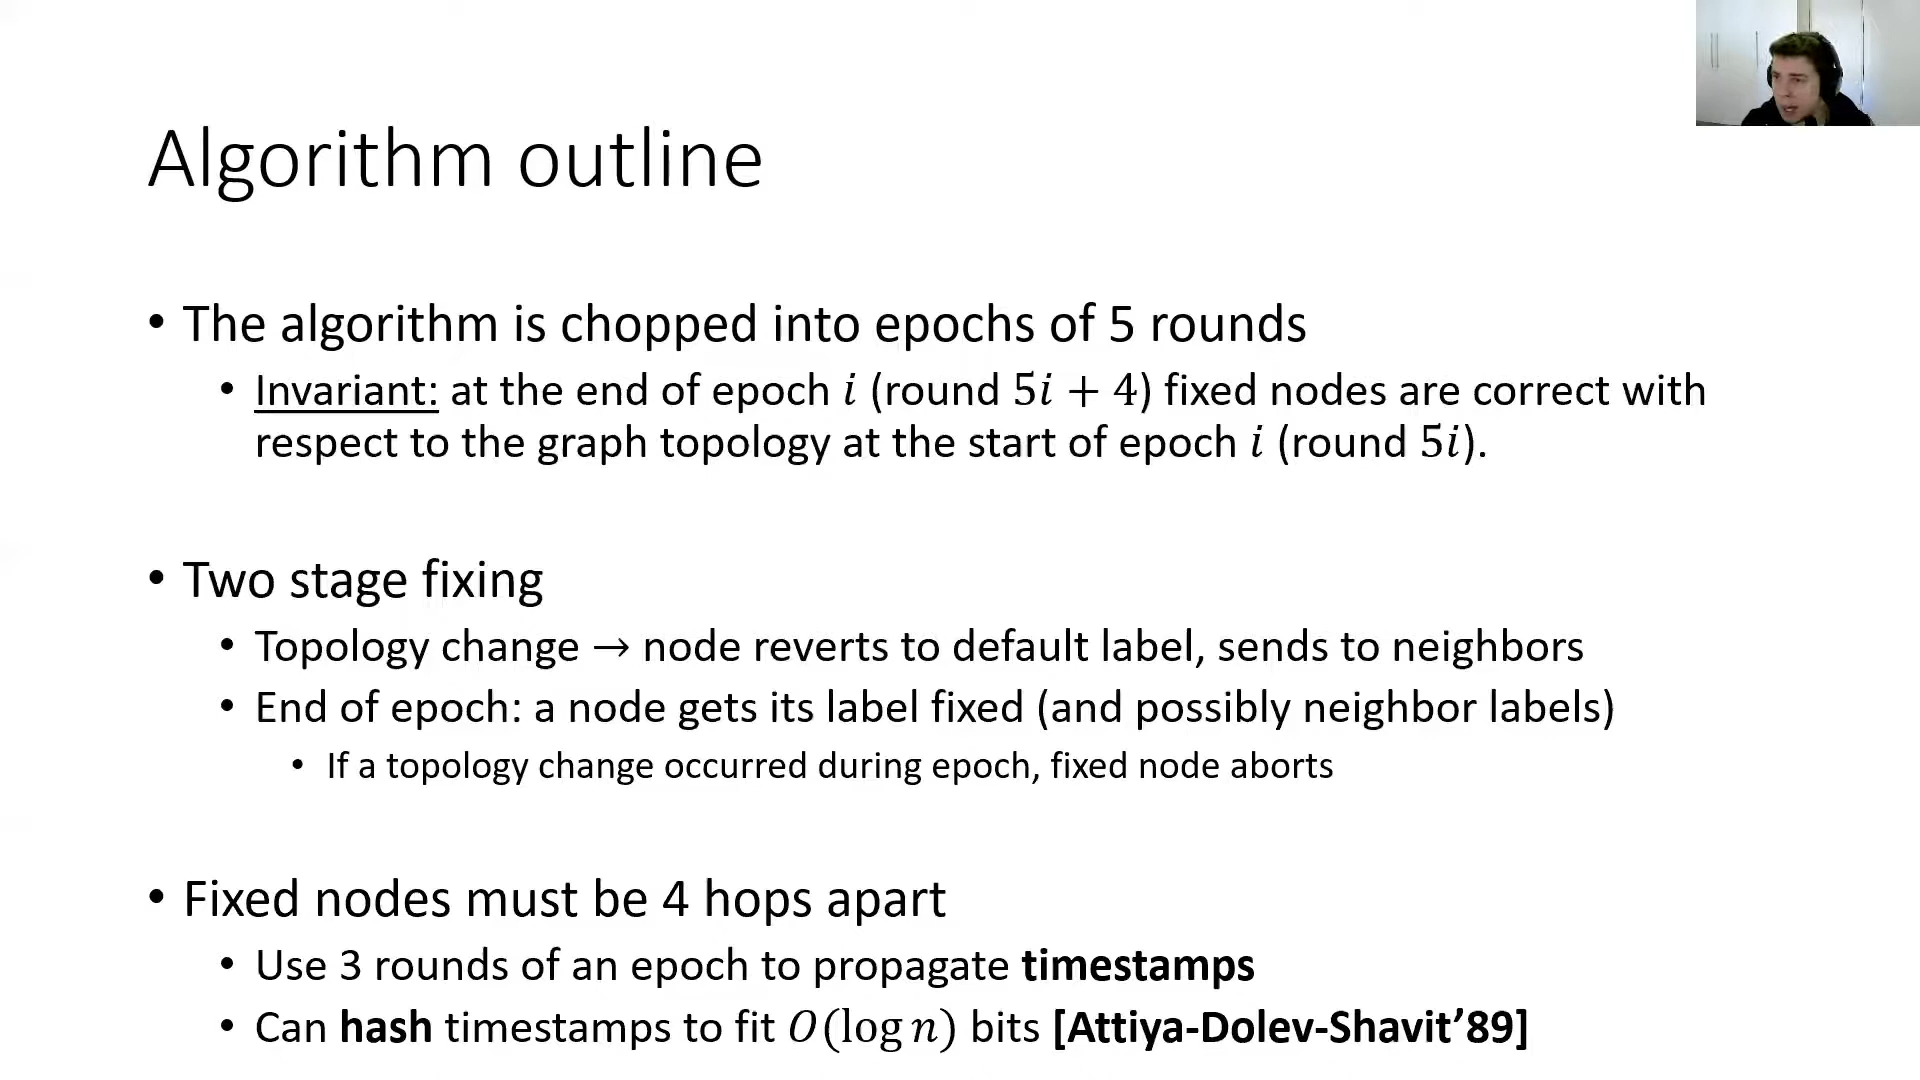 Algorithm outline
• The algorithm is chopped into epochs of 5 rounds
• Invariant: at the end of epoch i (round 5i + 4) fixed nodes are correct with
respect to the graph topology at the start of epoch i (round 5i).
• Two stage fixing
• Topology change → node reverts to default label, sends to neighbors
• End of epoch: a node gets its label fixed (and possibly neighbor labels)
• If a topology change occurred during epoch, fixed node aborts
• Fixed nodes must be 4 hops apart
• Use 3 rounds of an epoch to propagate timestamps
• Can hash timestamps to fit O(log n) bits [Attiya-Dolev-Shavit’89]